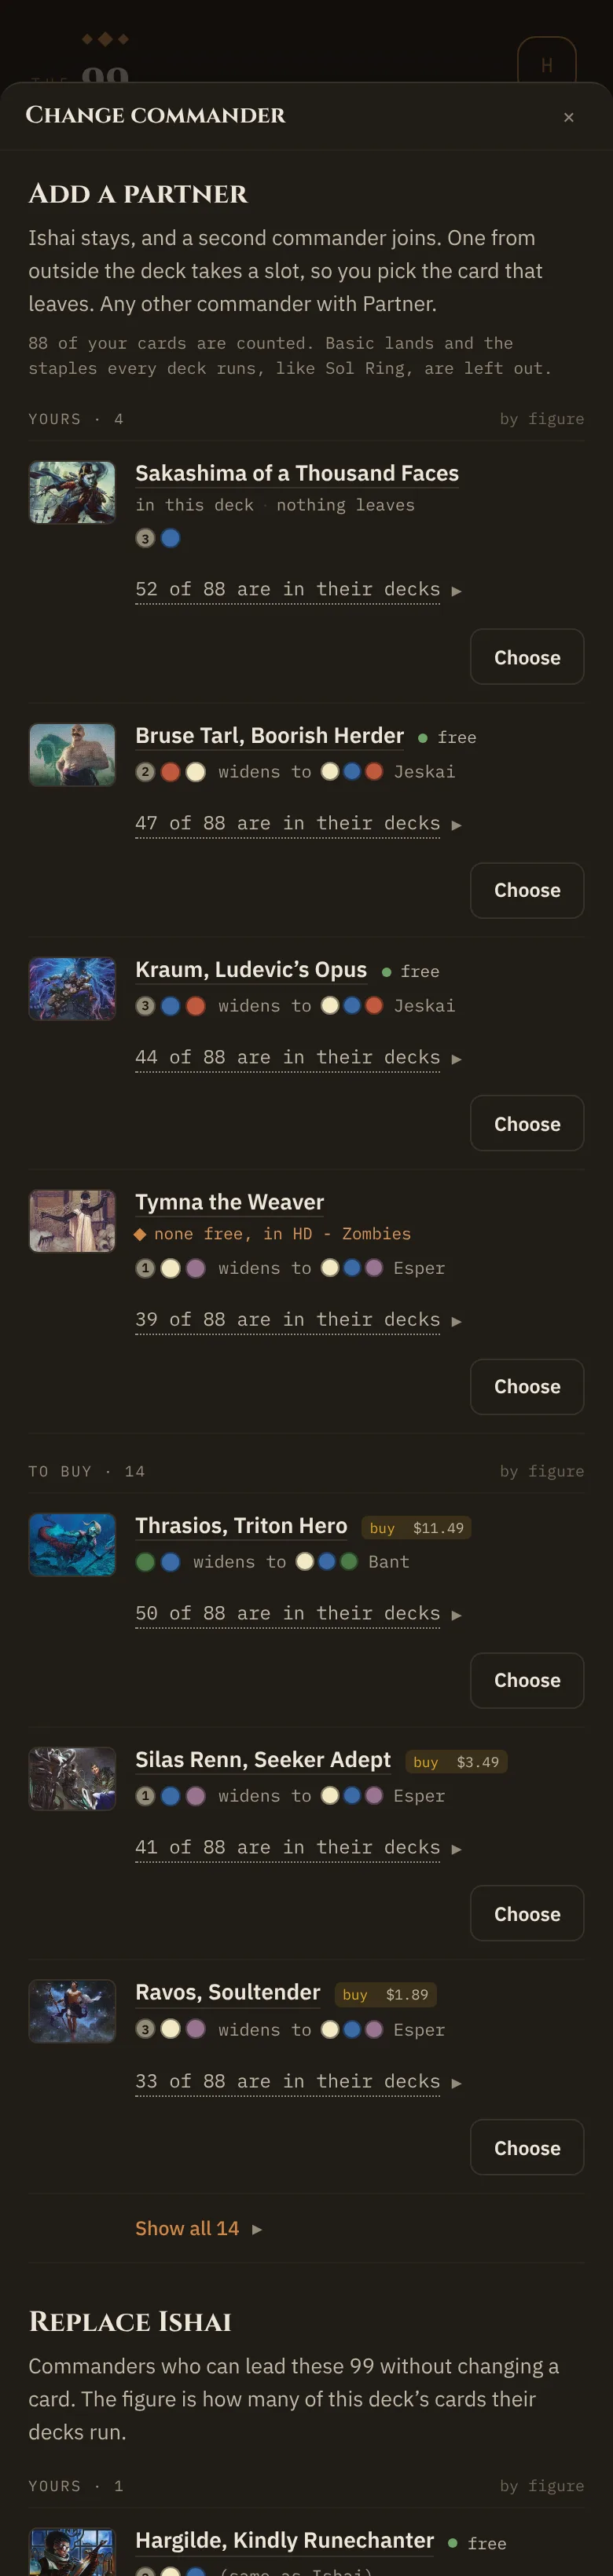 THE 99
H
Change commander
×
Add a partner
Ishai stays, and a second commander joins. One from
outside the deck takes a slot, so you pick the card that
leaves. Any other commander with Partner.
88 of your cards are counted. Basic lands and the
staples every deck runs, like Sol Ring, are left out.
YOURS · 4 by figure
Sakashima of a Thousand Faces
in this deck · nothing leaves
3
52 of 88 are in their decks ▶
Choose
Bruse Tarl, Boorish Herder ● free
2 widens to Jeskai
47 of 88 are in their decks ▶
Choose
Kraum, Ludevic’s Opus ● free
3 widens to Jeskai
44 of 88 are in their decks ▶
Choose
Tymna the Weaver
◆ none free, in HD - Zombies
1 widens to Esper
39 of 88 are in their decks ▶
Choose
TO BUY · 14 by figure
Thrasios, Triton Hero buy $11.49
widens to Bant
50 of 88 are in their decks ▶
Choose
Silas Renn, Seeker Adept buy $3.49
1 widens to Esper
41 of 88 are in their decks ▶
Choose
Ravos, Soultender buy $1.89
3 widens to Esper
33 of 88 are in their decks ▶
Choose
Show all 14 ▶
Replace Ishai
Commanders who can lead these 99 without changing a
card. The figure is how many of this deck’s cards their
decks run.
YOURS · 1 by figure
Hargilde, Kindly Runechanter ● free
(same as Ishai)